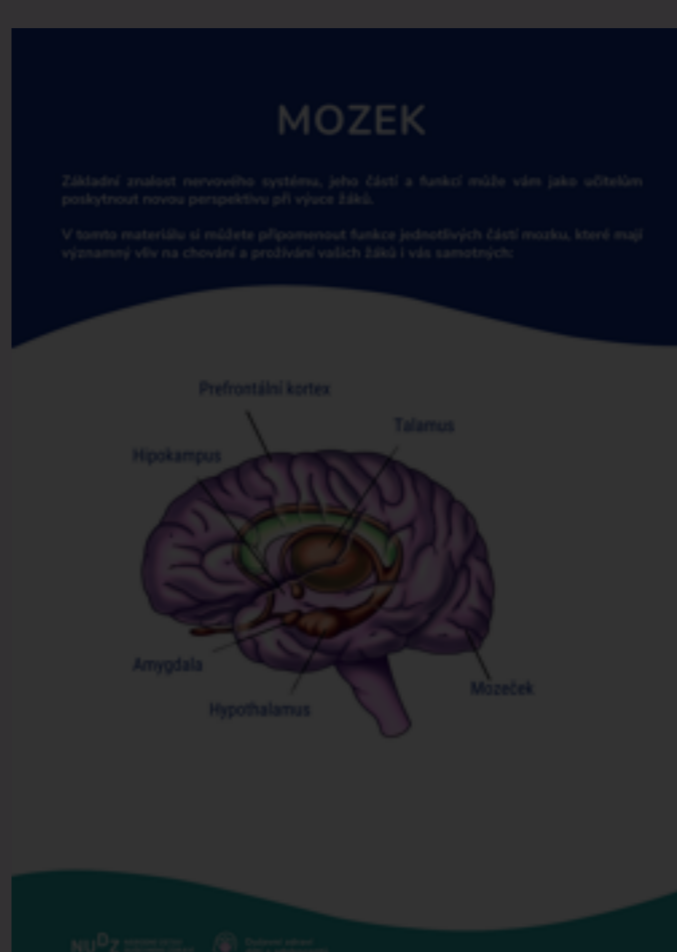 MOZEK
Základní znalost nervového systému, jeho částí a funkcí může vám jako učitelům
poskytnout novou perspektivu při výuce žáků.
V tomto materiálu si můžete připomenout funkce jednotlivých částí mozku, které mají
významný vliv na chování a prožívání vašich žáků i vás samotných:
Prefrontální kortex
Talamus
Hipokampus
Amygdala
Mozeček
Hypothalamus
NUDZ